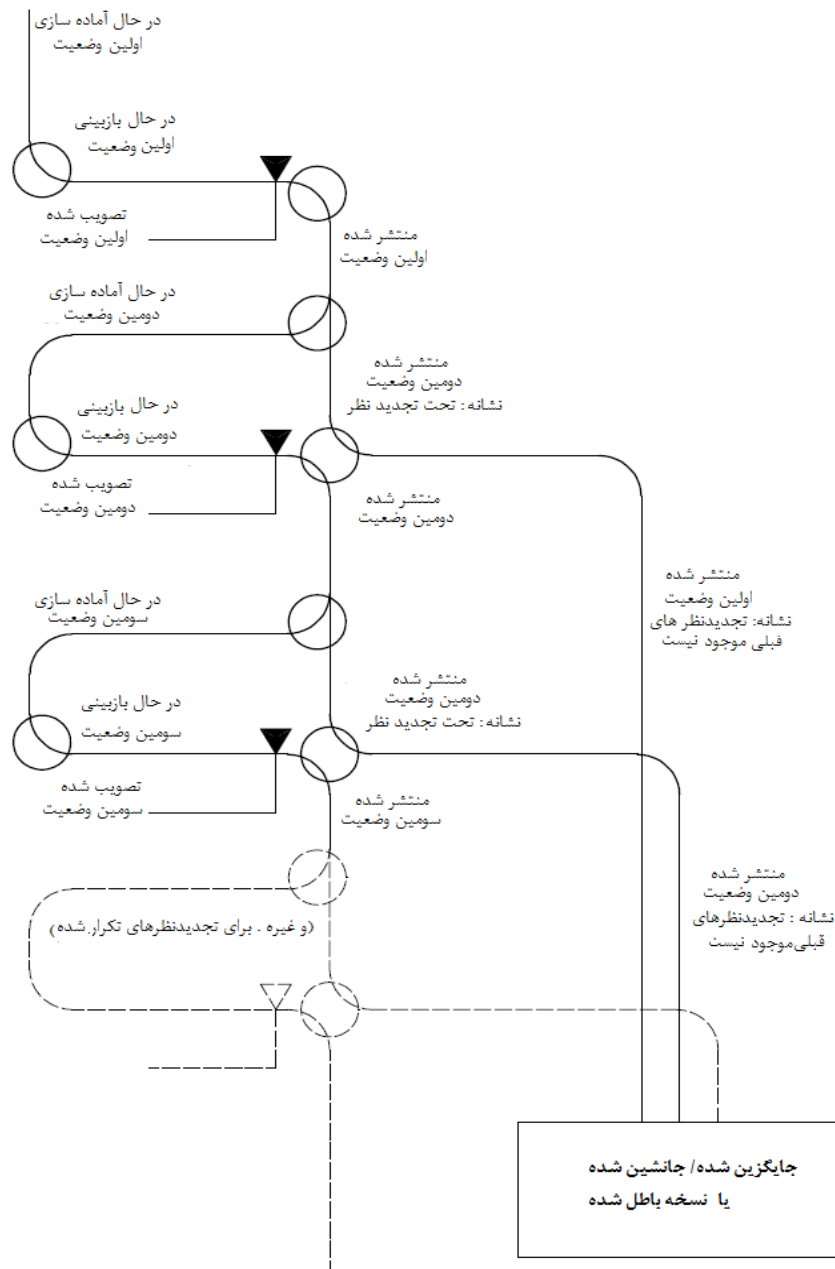 در حال آماده سازی
اولین وضعیت
در حال بازبینی
اولین وضعیت
تصویب شده
اولین وضعیت
منتشر شده
اولین وضعیت
در حال آماده سازی
دومین وضعیت
منتشر شده
دومین وضعیت
نشانه: تحت تجدید نظر
در حال بازبینی
دومین وضعیت
تصویب شده
دومین وضعیت
منتشر شده
دومین وضعیت
منتشر شده
اولین وضعیت
نشانه: تجدیدنظر های
قبلی موجود نیست
در حال آماده سازی
سومین وضعیت
منتشر شده
دومین وضعیت
نشانه: تحت تجدید نظر
در حال بازبینی
سومین وضعیت
تصویب شده
سومین وضعیت
منتشر شده
سومین وضعیت
منتشر شده
دومین وضعیت
نشانه : تجدیدنظرهای
قبلی موجود نیست
(و غیره . برای تجدیدنظرهای تکرار شده)
جایگزین شده/ جانشین شده
یا نسخه باطل شده